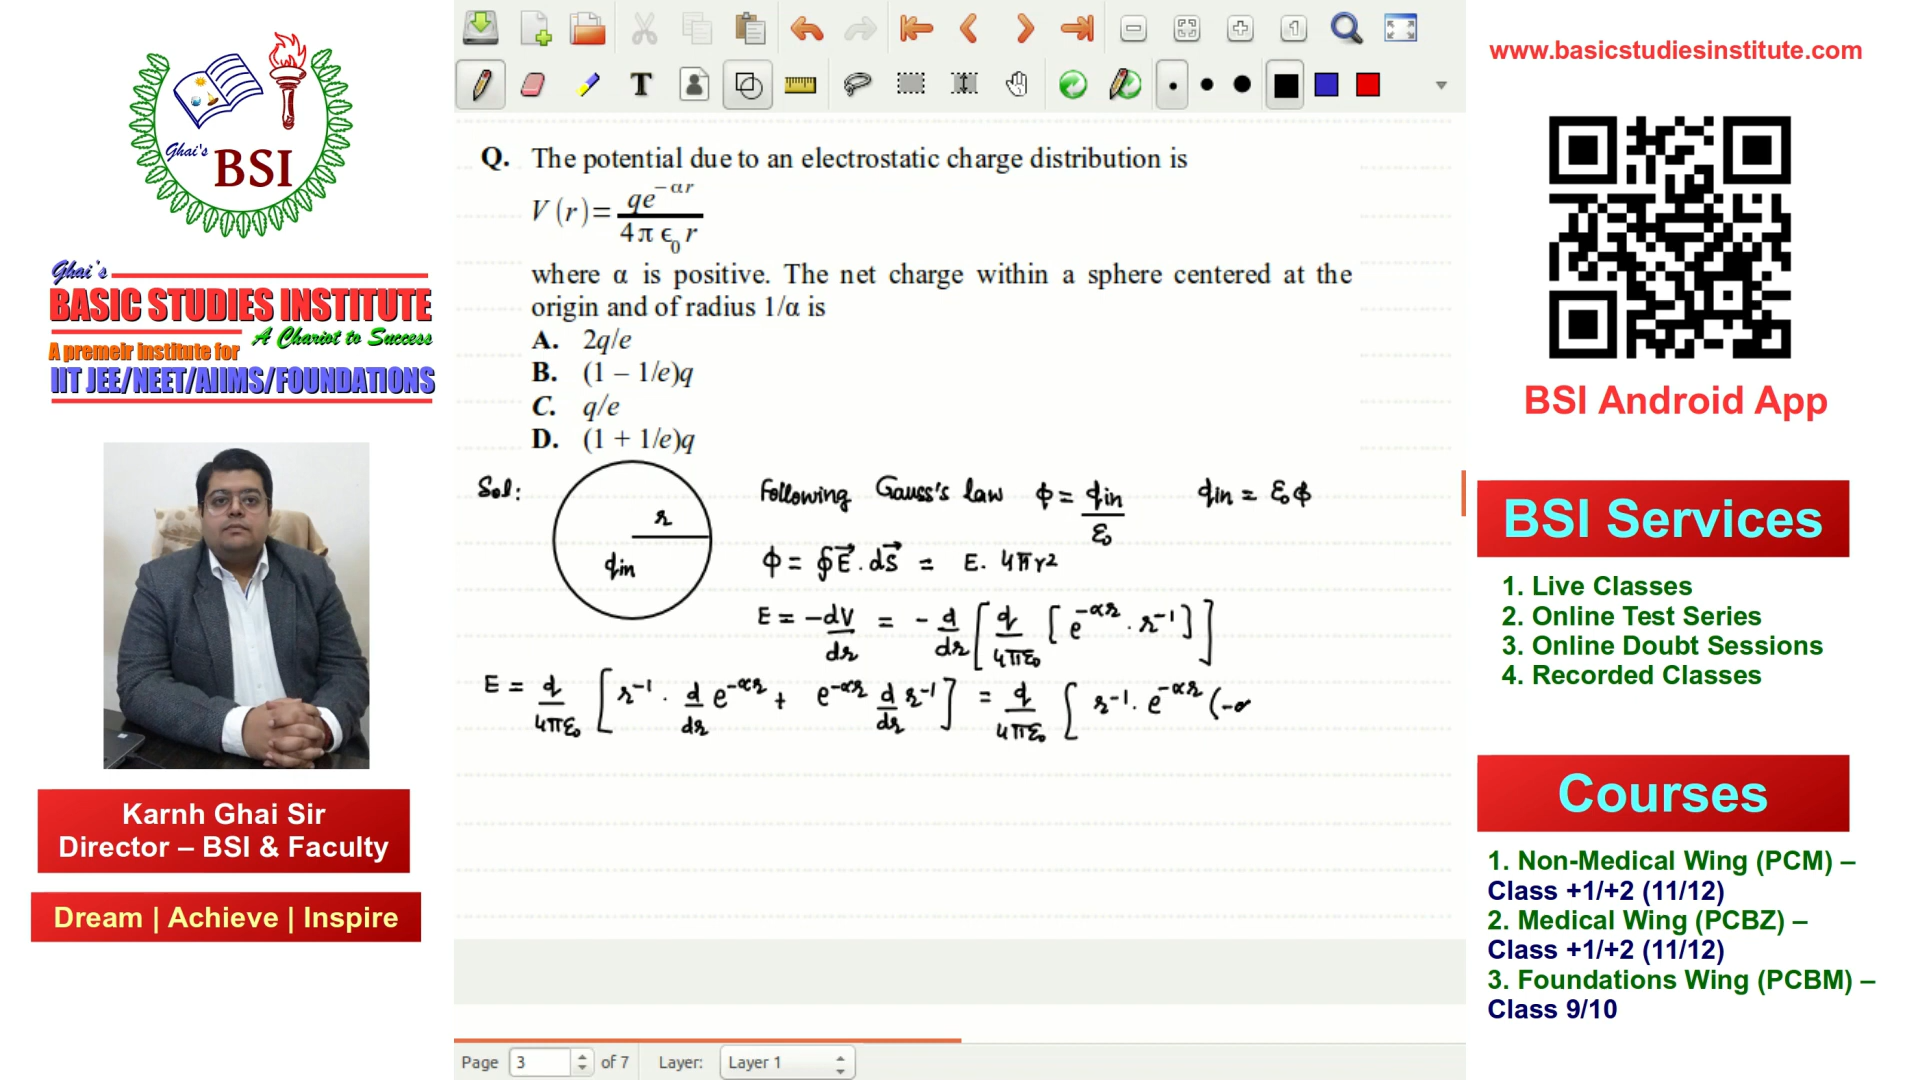 Ghai's
BSI
Ghai's
BASIC STUDIES INSTITUTE
A Chariot to Success
A premeir institute for
IIT JEE/NEET/AIIMS/FOUNDATIONS
Karnh Ghai Sir
Director – BSI & Faculty
Dream | Achieve | Inspire
T
1
Q. The potential due to an electrostatic charge distribution is
V(r)= qe^{-αr} / 4π ϵ_0 r
where α is positive. The net charge within a sphere centered at the
origin and of radius 1/α is
A. 2q/e
B. (1 – 1/e)q
C. q/e
D. (1 + 1/e)q
Sol:
r
qin
Following Gauss's law ϕ = qin / ε₀ qin = ε₀ϕ
ϕ = ∮E⃗ . dS⃗ = E. 4πr²
E = -dV/dr = - d/dr [ q/4πε₀ [ e^{-αr} . r^{-1} ] ]
E = q/4πε₀ [ r^{-1} . d/dr e^{-αr} + e^{-αr} d/dr r^{-1} ] = q/4πε₀ [ r^{-1}. e^{-αr} (-α
Page 3 of 7 Layer: Layer 1
www.basicstudiesinstitute.com
BSI Android App
BSI Services
1. Live Classes
2. Online Test Series
3. Online Doubt Sessions
4. Recorded Classes
Courses
1. Non-Medical Wing (PCM) –
Class +1/+2 (11/12)
2. Medical Wing (PCBZ) –
Class +1/+2 (11/12)
3. Foundations Wing (PCBM) –
Class 9/10